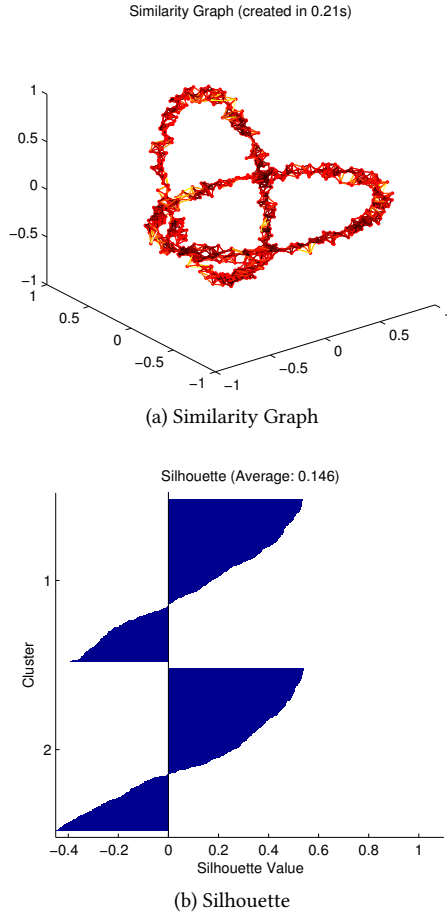 Similarity Graph (created in 0.21s)
1
0.5
0
−0.5
−1
1
0.5
0
−0.5
−1
−1
−0.5
0
0.5
(a) Similarity Graph
Silhouette (Average: 0.146)
1
2
Cluster
−0.4 −0.2 0 0.2 0.4 0.6 0.8 1
Silhouette Value
(b) Silhouette